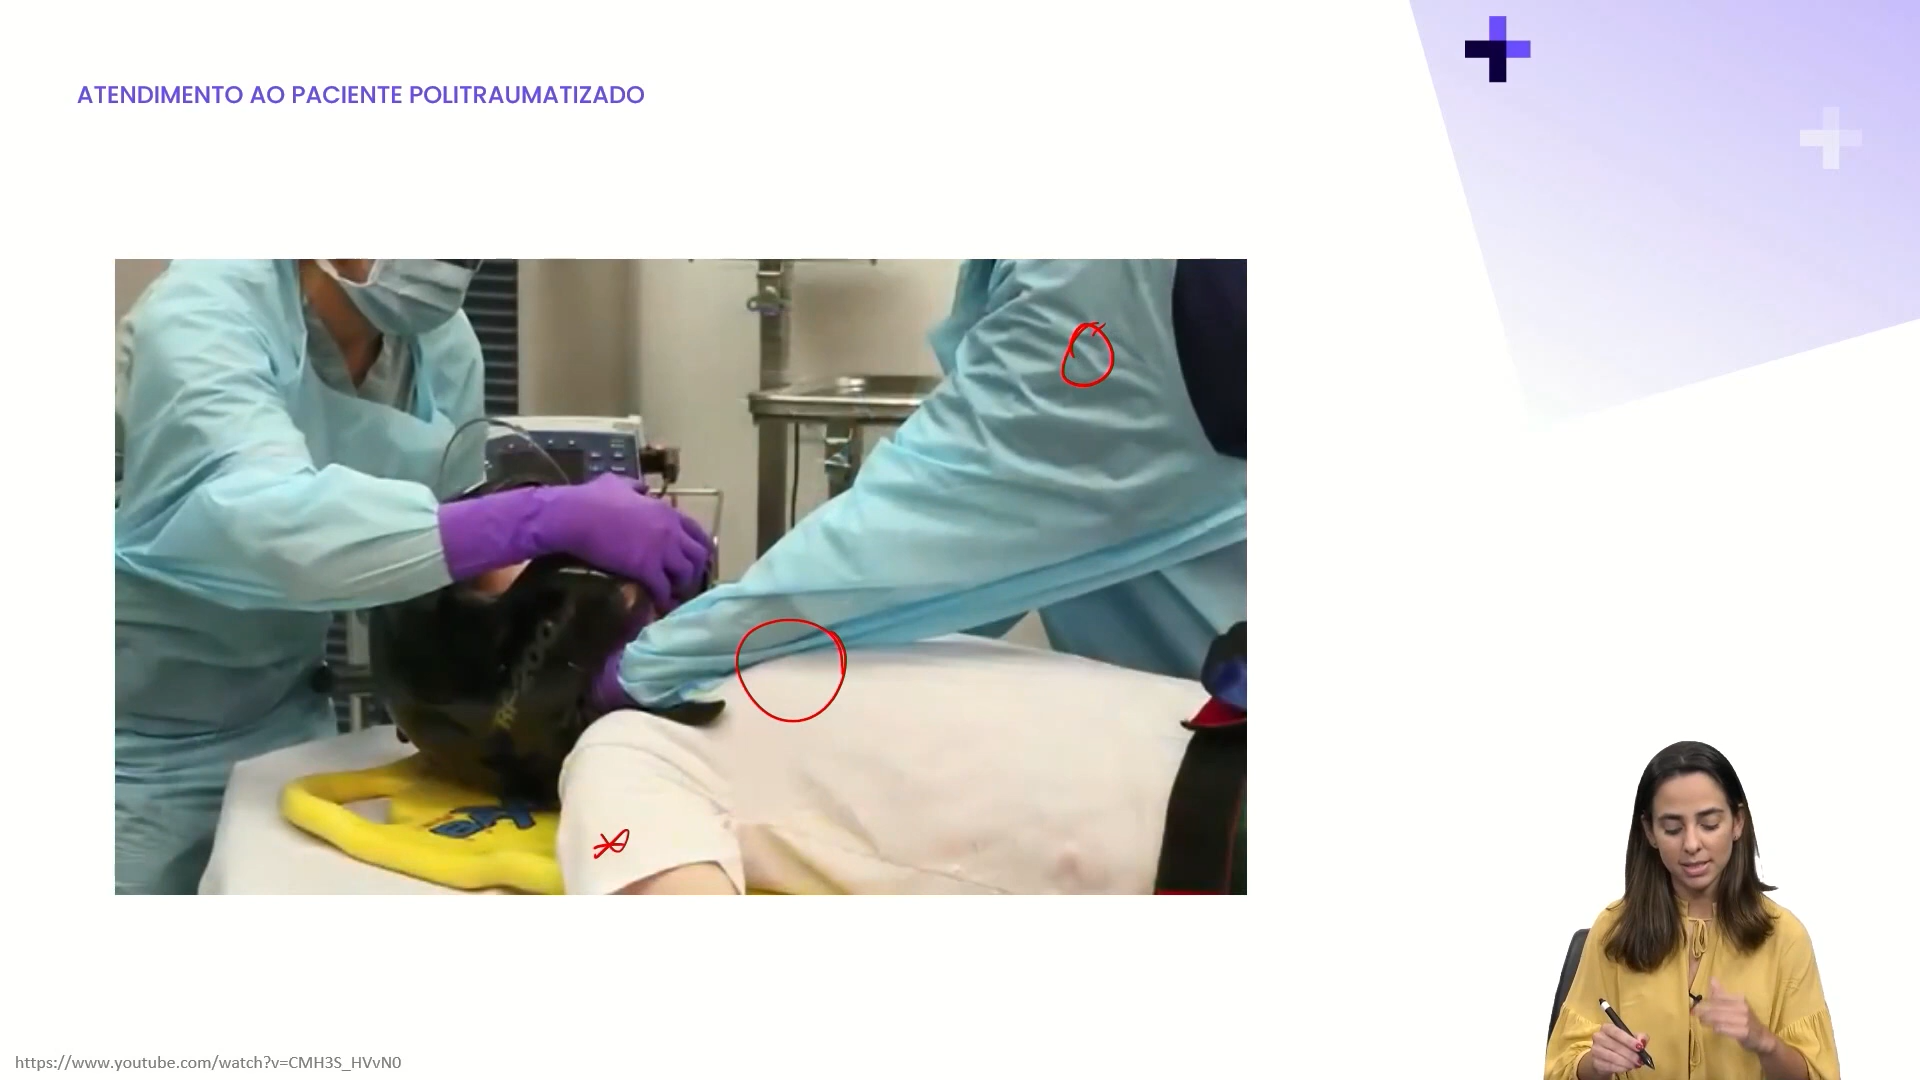 ATENDIMENTO AO PACIENTE POLITRAUMATIZADO
https://www.youtube.com/watch?v=CMH3S_HVvN0